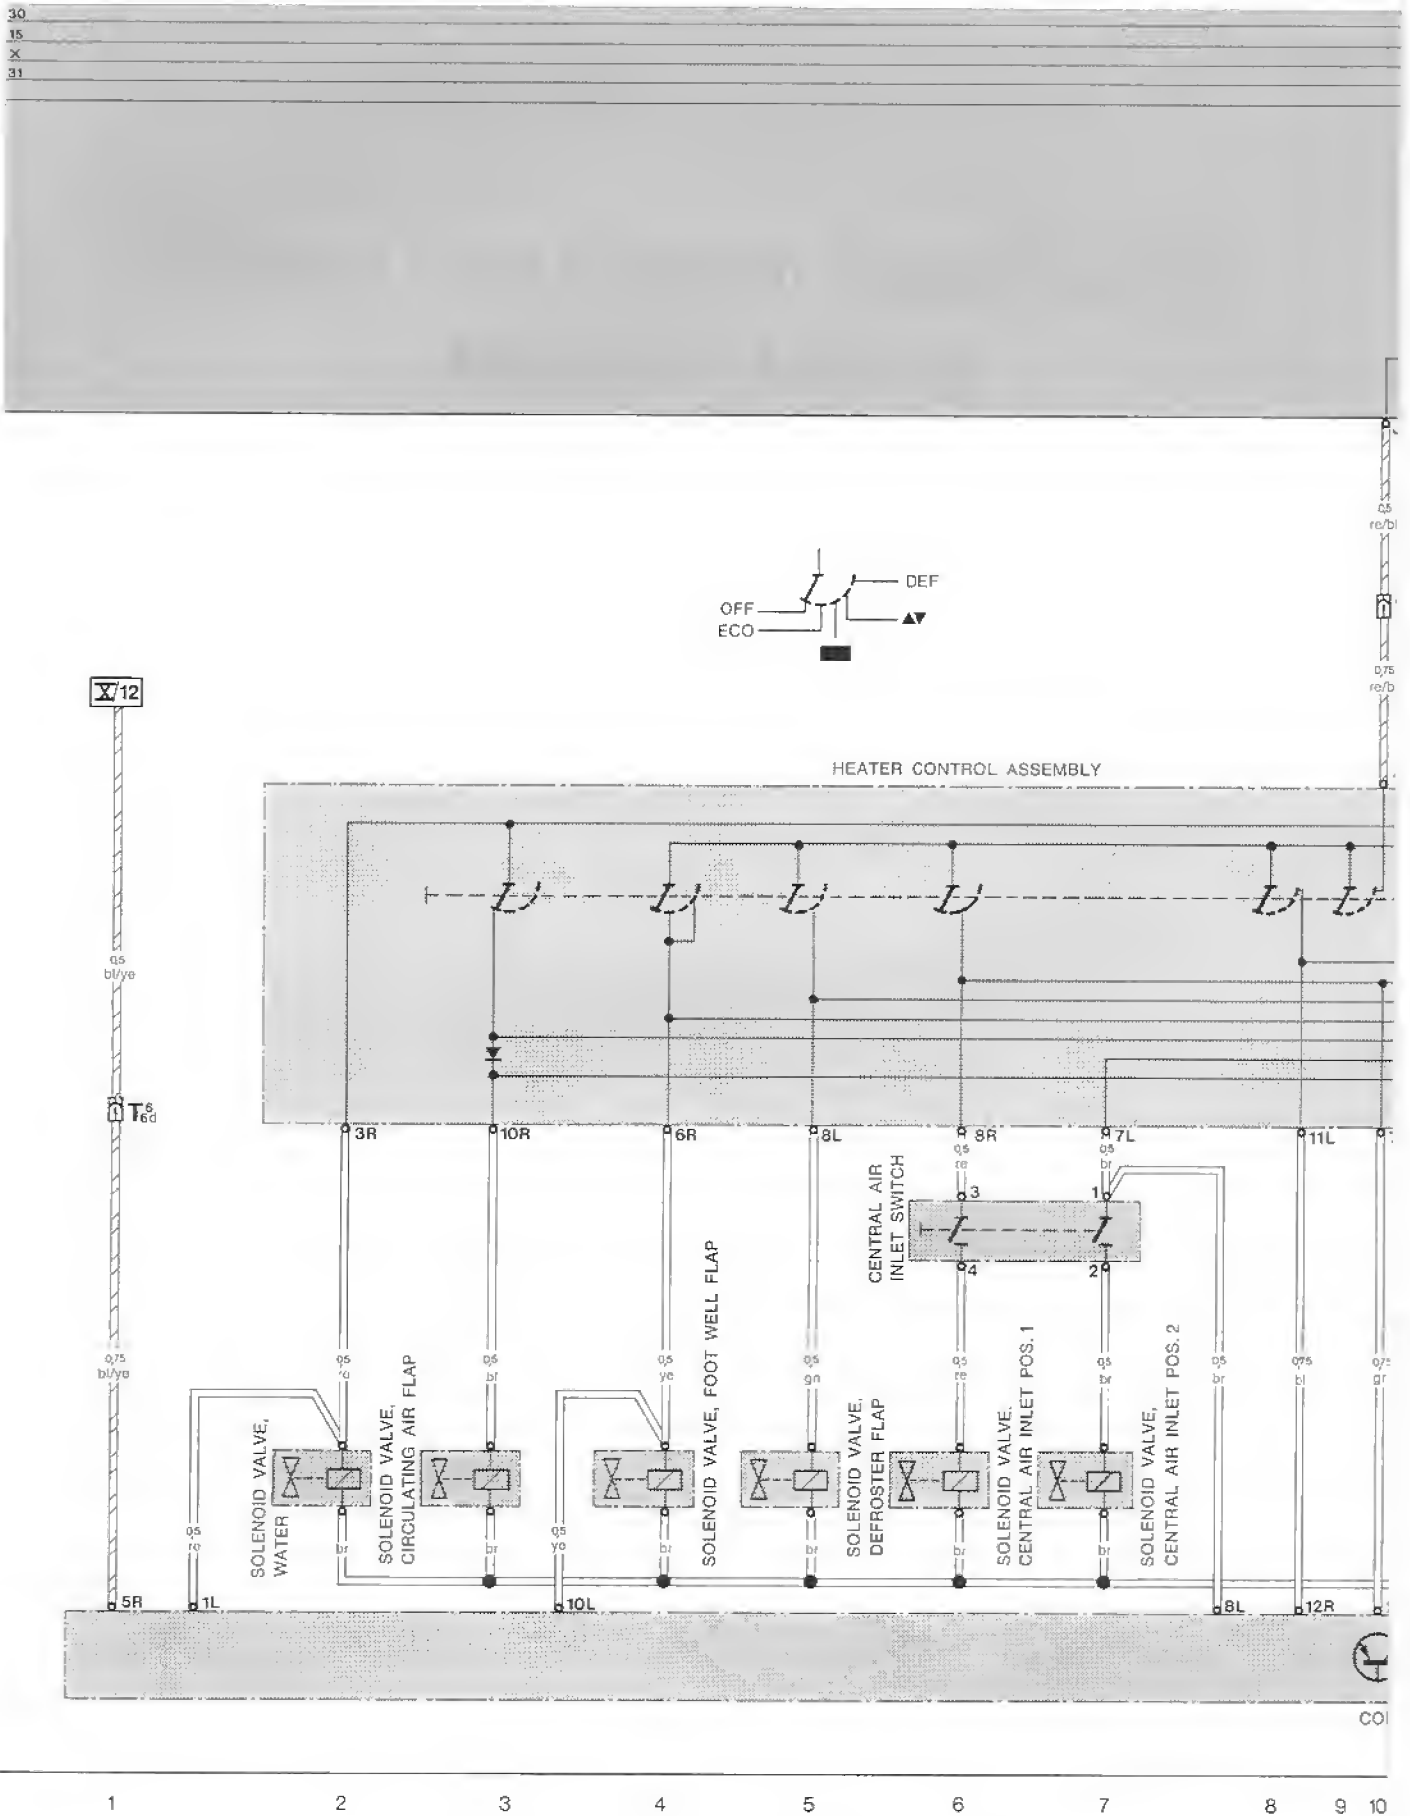 30
15
X
31
0,5
re/bl
DEF
OFF
ECO
▲▼
0,75
re/b
X/12
HEATER CONTROL ASSEMBLY
0,5
bl/ye
T6d
6
3R
10R
6R
8L
8R
7L
11L
0,5
re
0,5
br
CENTRAL AIR
INLET SWITCH
3
1
4
2
0,75
bl/ye
0,5
re
0,5
br
0,5
ye
0,5
gn
0,5
re
0,5
br
0,5
br
0,75
bl
0,75
gr
SOLENOID VALVE,
WATER
SOLENOID VALVE,
CIRCULATING AIR FLAP
SOLENOID VALVE, FOOT WELL FLAP
SOLENOID VALVE,
DEFROSTER FLAP
SOLENOID VALVE,
CENTRAL AIR INLET POS. 1
SOLENOID VALVE,
CENTRAL AIR INLET POS. 2
0,5
re
br
br
0,5
ye
br
br
br
br
5R
1L
10L
8L
12R
COI
1
2
3
4
5
6
7
8
9
10